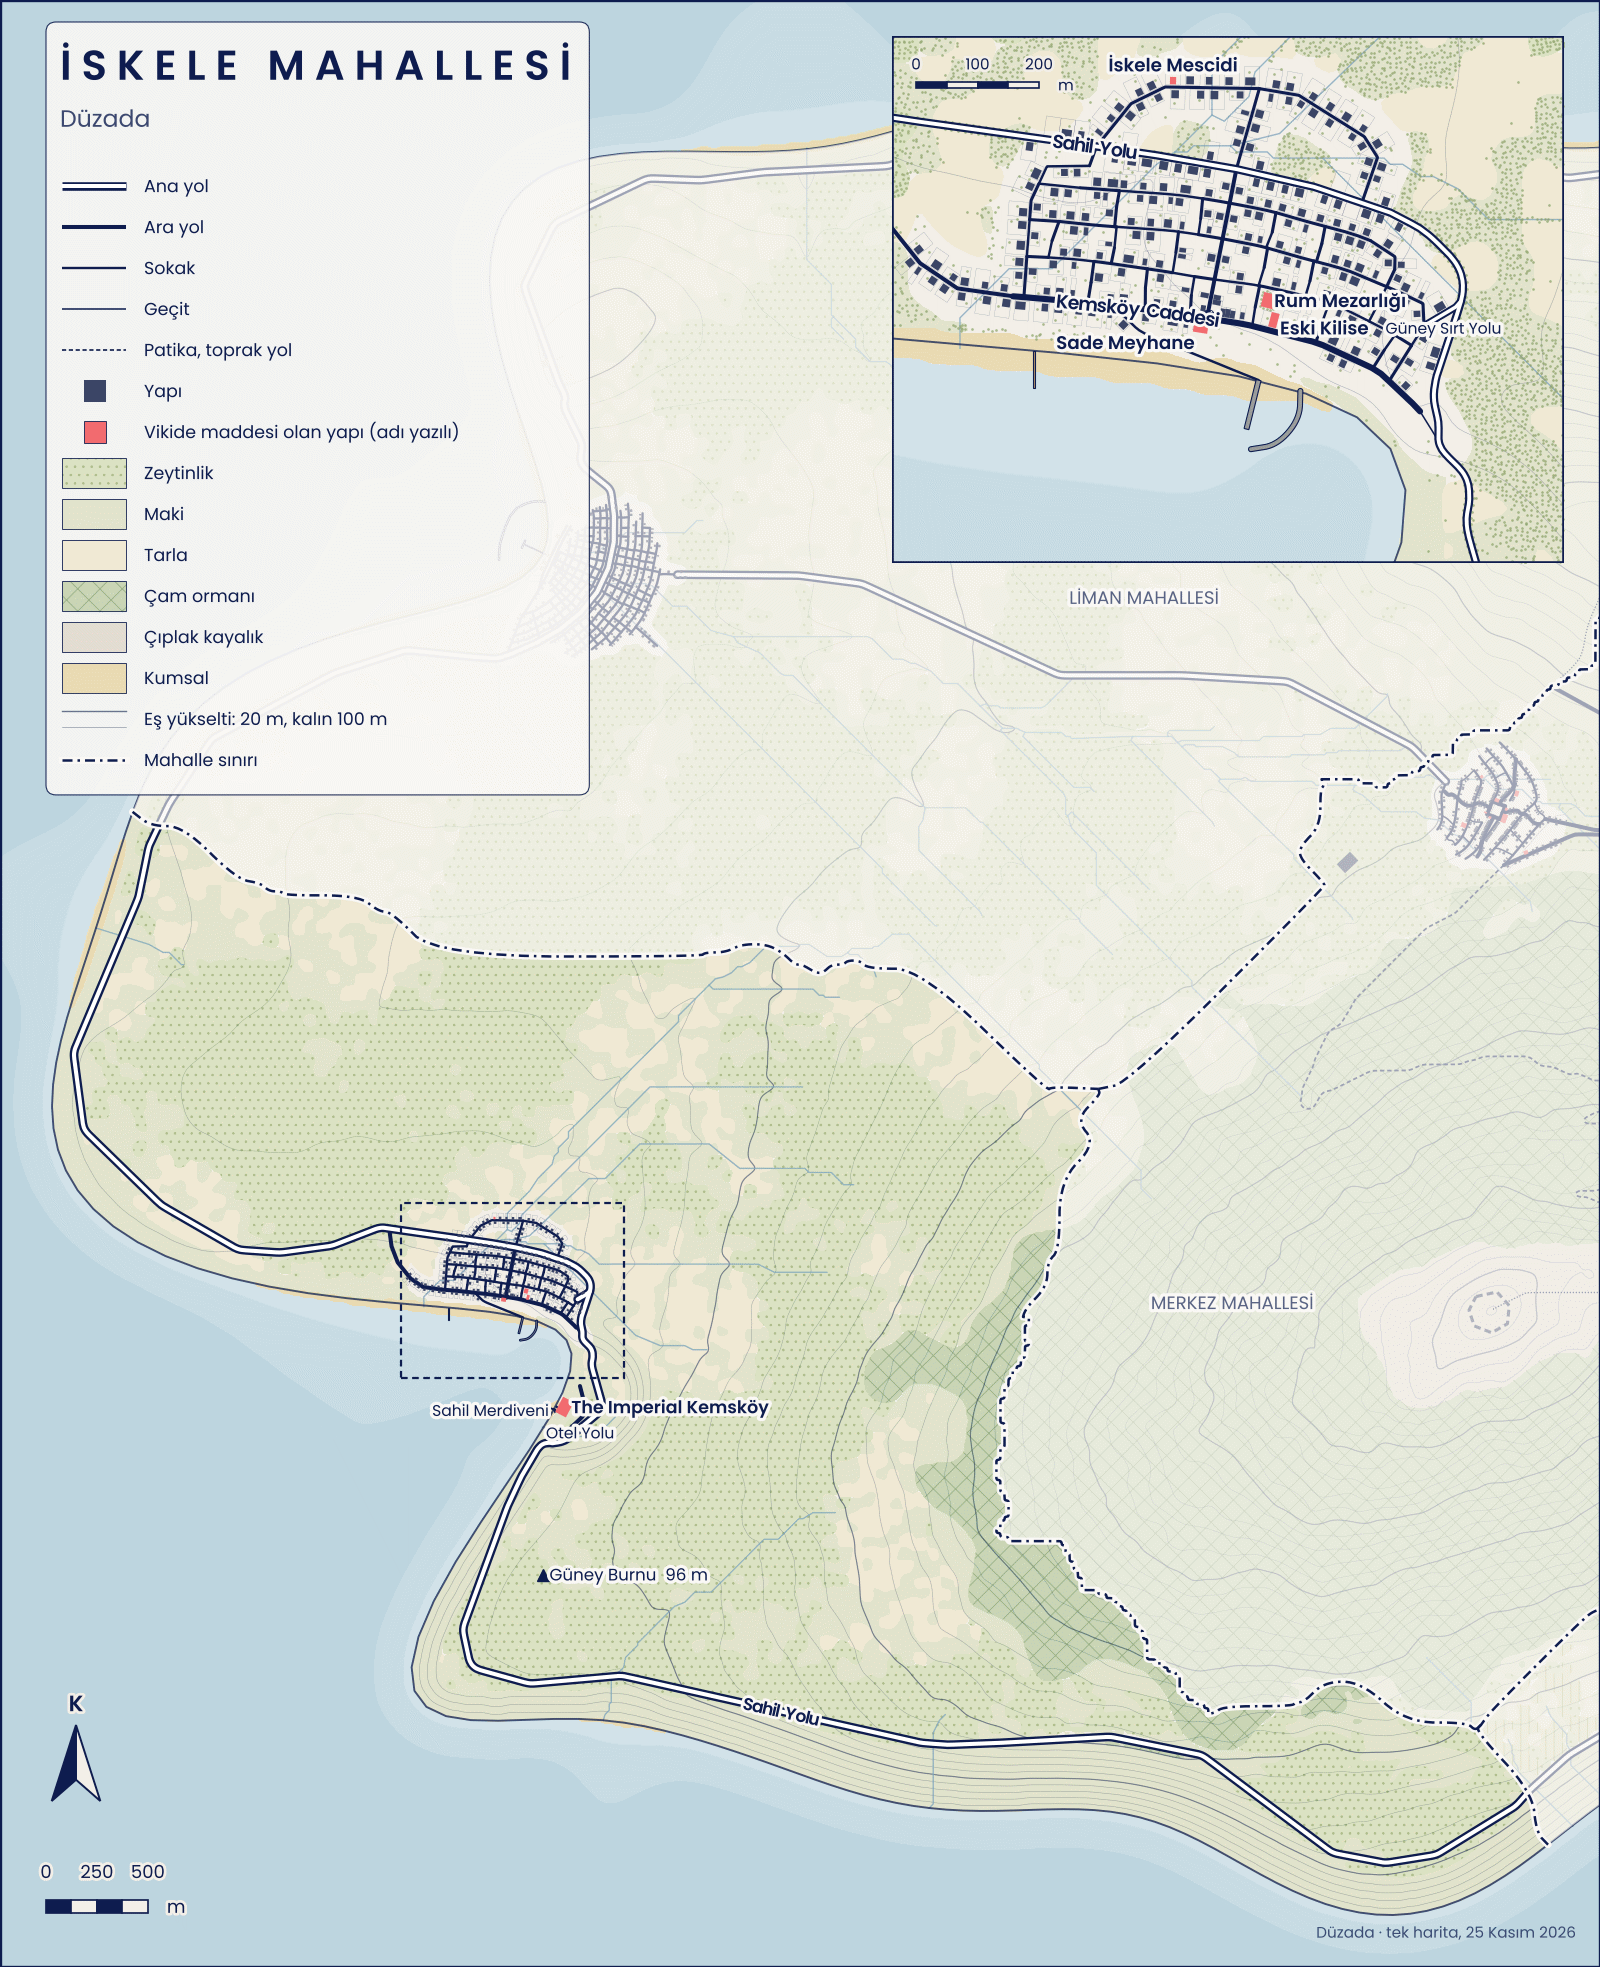 İSKELE MAHALLESİ
Düzada
Ana yol
Ara yol
Sokak
Geçit
Patika, toprak yol
Yapı
Vikide maddesi olan yapı (adı yazılı)
Zeytinlik
Maki
Tarla
Çam ormanı
Çıplak kayalık
Kumsal
Eş yükselti: 20 m, kalın 100 m
Mahalle sınırı
0 100 200
m
İskele Mescidi
Sahil Yolu
Kemsköy Caddesi
Rum Mezarlığı
Eski Kilise
Güney Sırt Yolu
Sade Meyhane
LİMAN MAHALLESİ
MERKEZ MAHALLESİ
Sahil Merdiveni
The Imperial Kemsköy
Otel Yolu
Güney Burnu 96 m
Sahil Yolu
K
0 250 500
m
Düzada · tek harita, 25 Kasım 2026